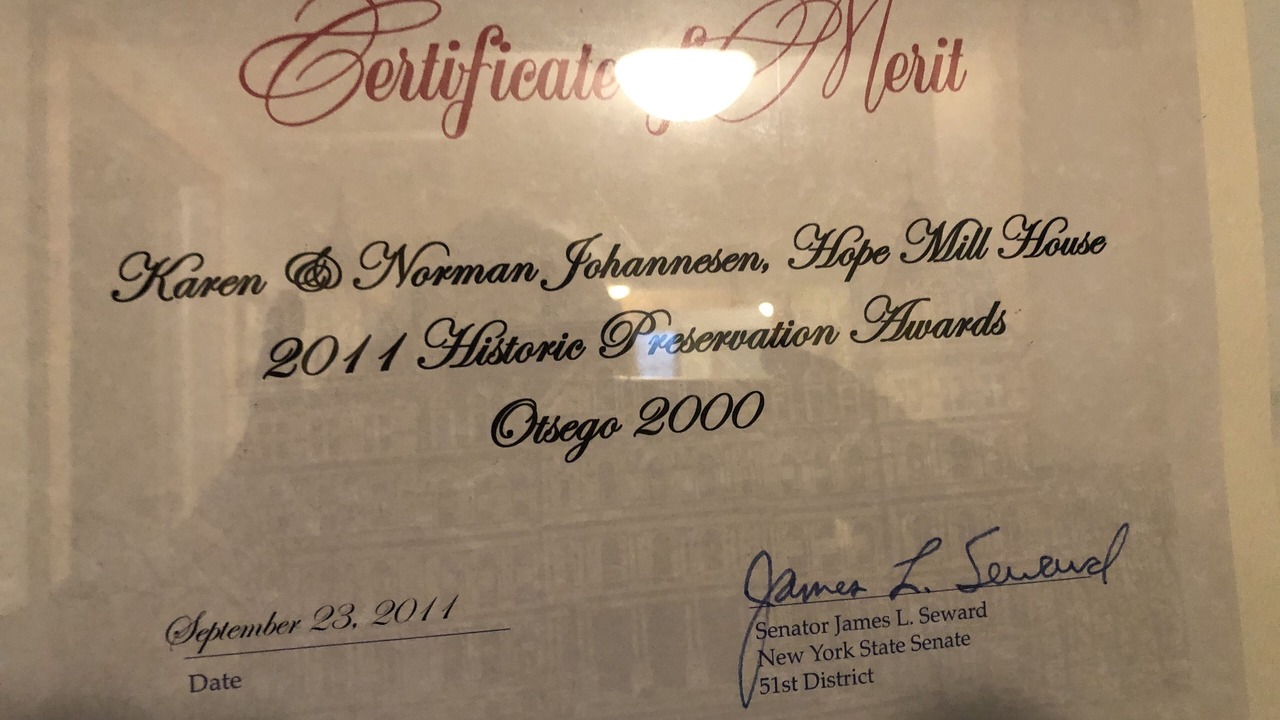 Certificate of Merit
Karen & Norman Johannesen, Hope Mill House
2011 Historic Preservation Awards
Otsego 2000
September 23, 2011
Date
James L. Seward
Senator James L. Seward
New York State Senate
51st District